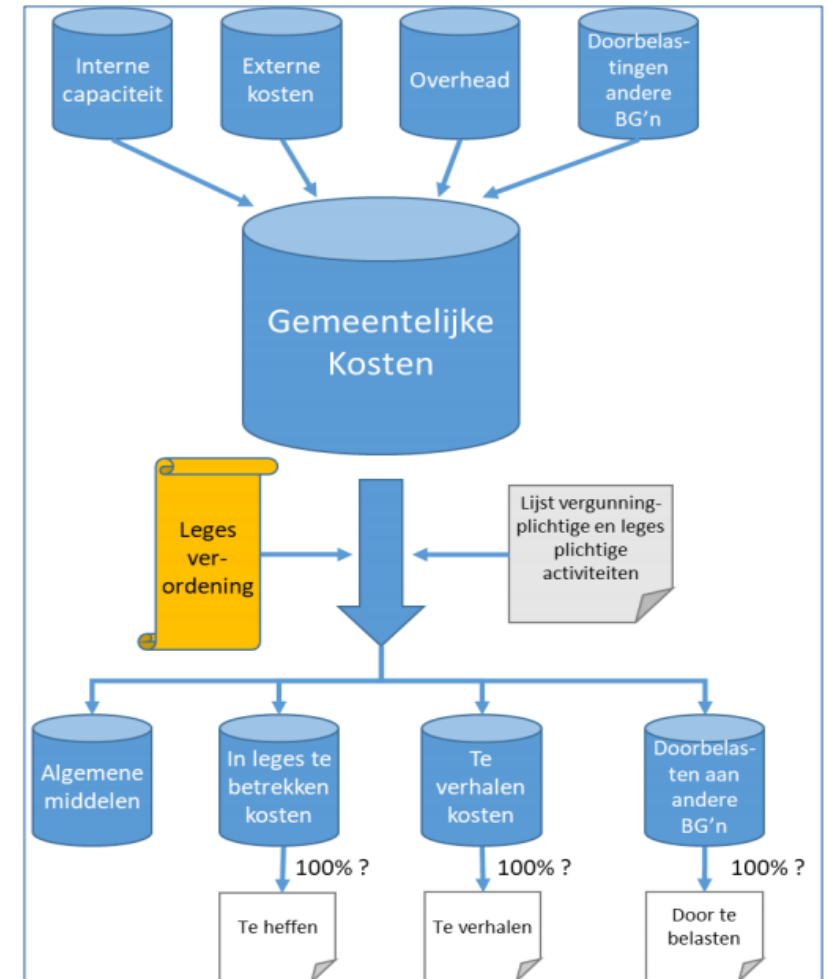 Interne
capaciteit
Externe
kosten
Overhead
Doorbelas-
tingen
andere
BG'n
Gemeentelijke
Kosten
Leges
ver-
ordening
Lijst vergunning-
plichtige en leges
plichtige
activiteiten
Algemene
middelen
In leges te
betrekken
kosten
Te
verhalen
kosten
Doorbelas-
ten aan
andere
BG'n
100% ?
100% ?
100% ?
Te heffen
Te verhalen
Door te
belasten